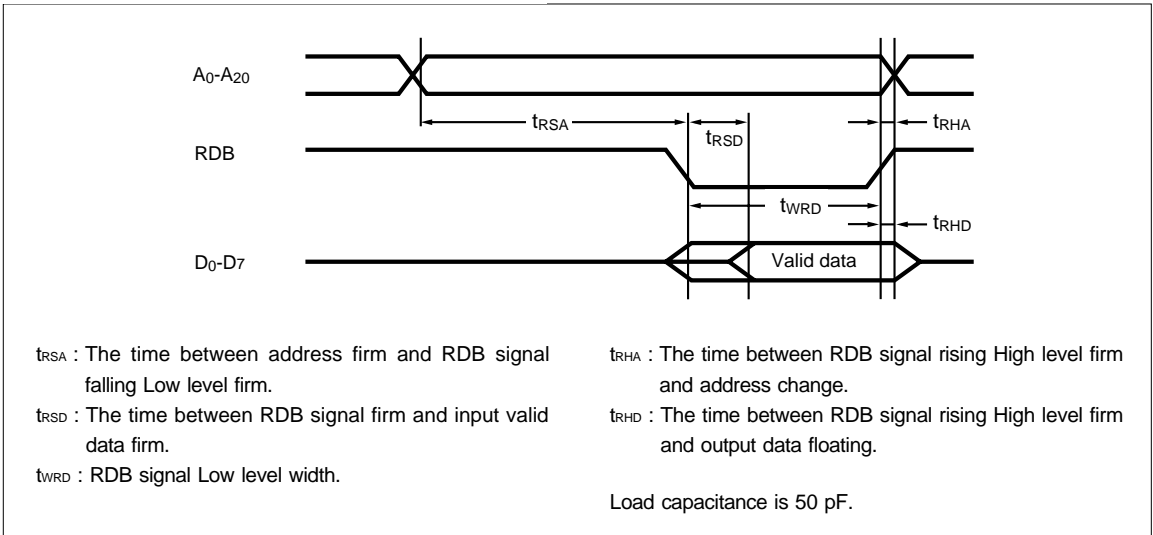 A0-A20
tRSA
tRSD
tRHA
RDB
tWRD
tRHD
D0-D7
Valid data
tRSA : The time between address firm and RDB signal
falling Low level firm.
tRSD : The time between RDB signal firm and input valid
data firm.
tWRD : RDB signal Low level width.
tRHA : The time between RDB signal rising High level firm
and address change.
tRHD : The time between RDB signal rising High level firm
and output data floating.
Load capacitance is 50 pF.